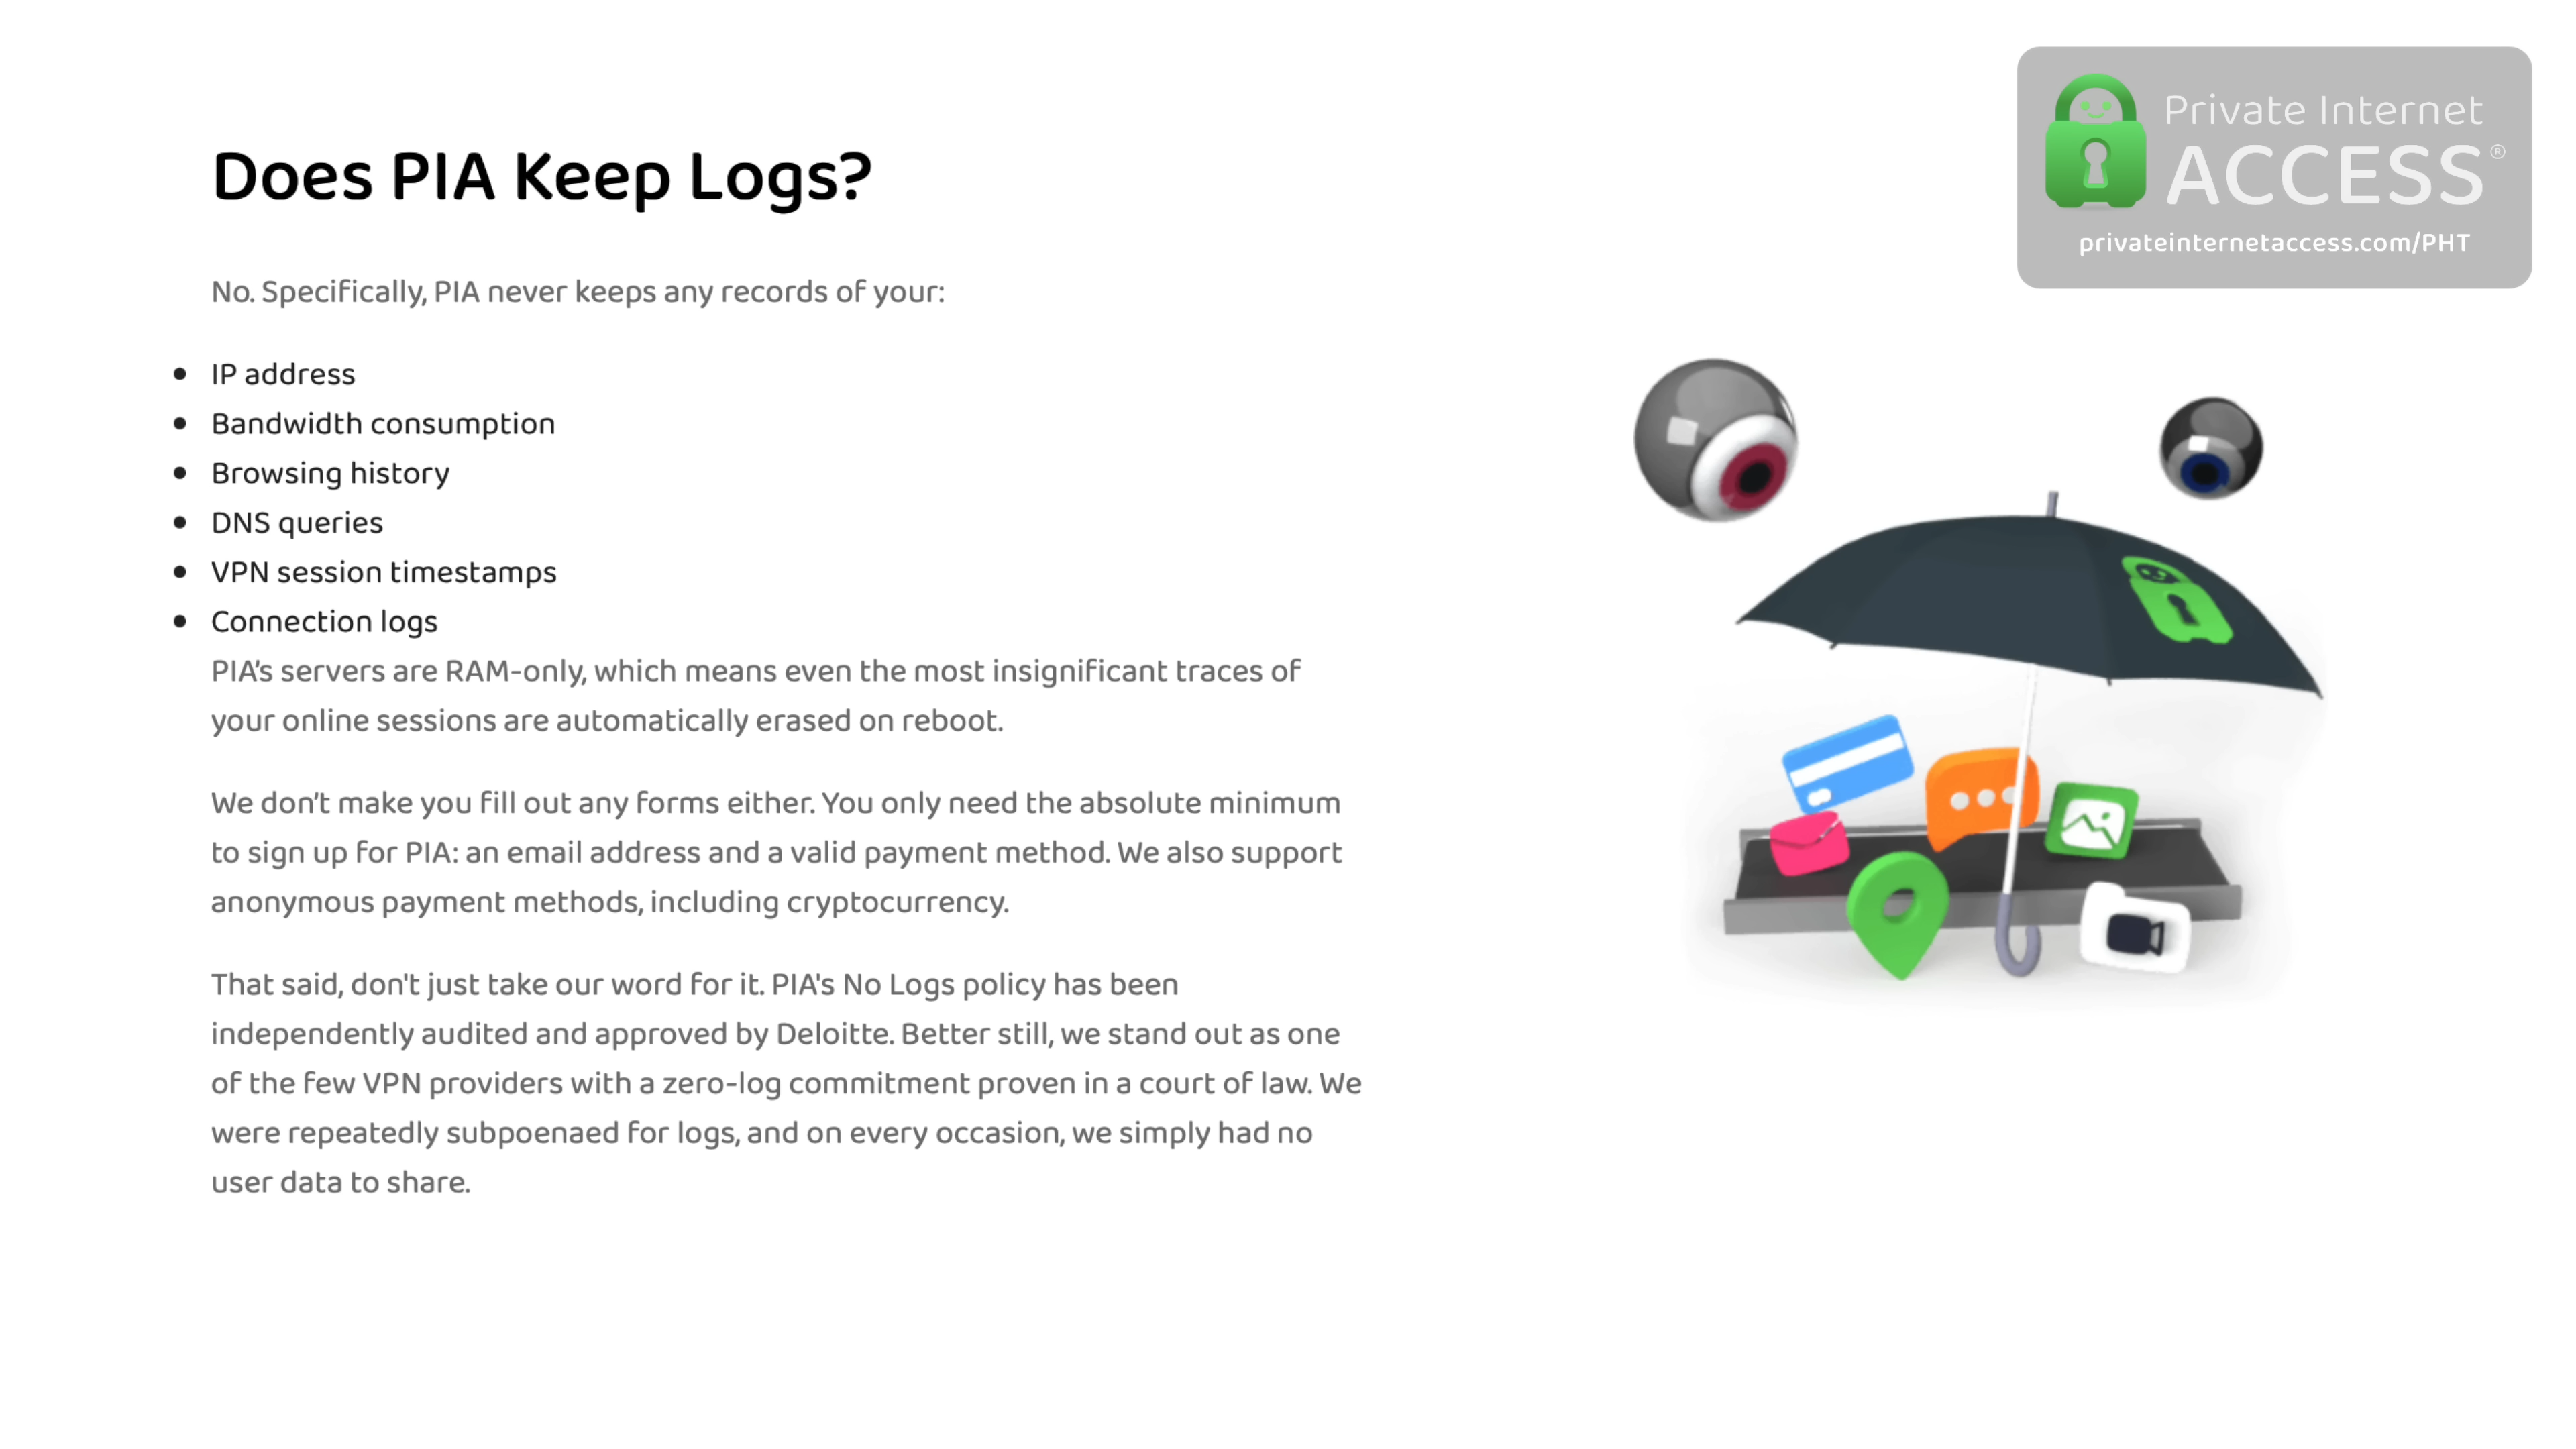 Private Internet
ACCESS®
privateinternetaccess.com/PHT
Does PIA Keep Logs?
No. Specifically, PIA never keeps any records of your:
• IP address
• Bandwidth consumption
• Browsing history
• DNS queries
• VPN session timestamps
• Connection logs
PIA’s servers are RAM-only, which means even the most insignificant traces of
your online sessions are automatically erased on reboot.
We don’t make you fill out any forms either. You only need the absolute minimum
to sign up for PIA: an email address and a valid payment method. We also support
anonymous payment methods, including cryptocurrency.
That said, don't just take our word for it. PIA's No Logs policy has been
independently audited and approved by Deloitte. Better still, we stand out as one
of the few VPN providers with a zero-log commitment proven in a court of law. We
were repeatedly subpoenaed for logs, and on every occasion, we simply had no
user data to share.